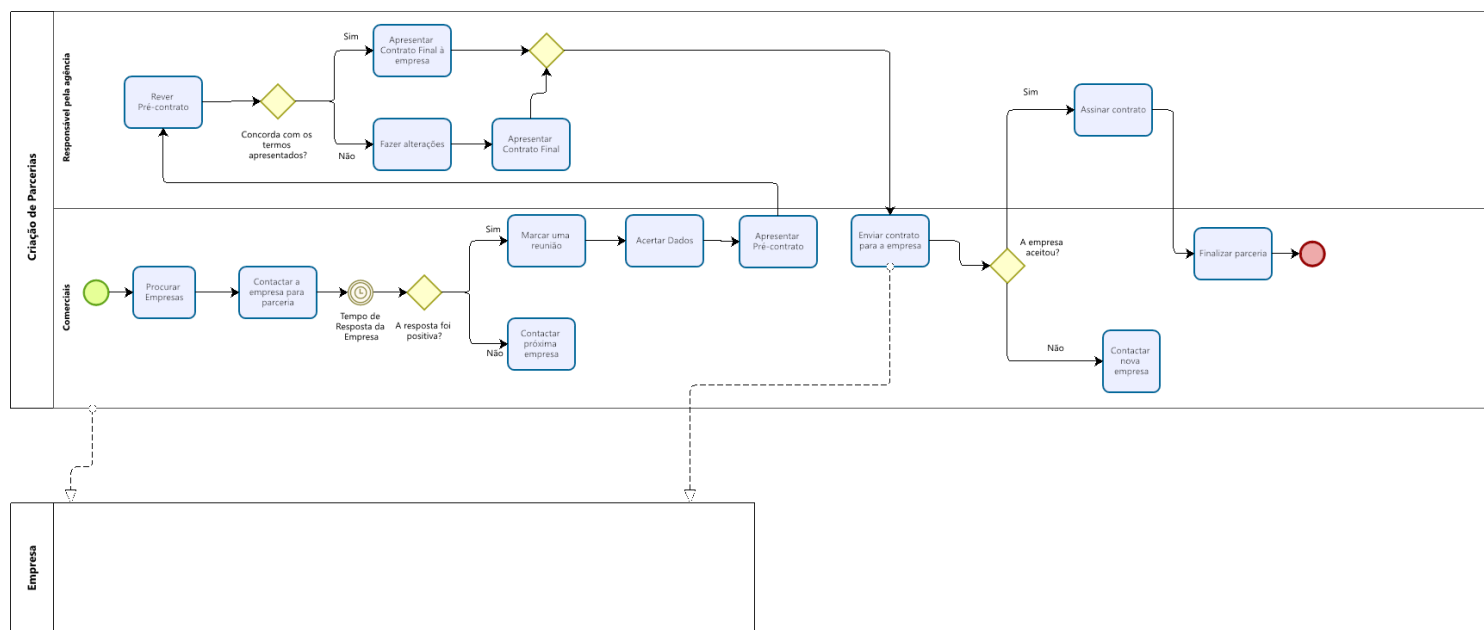 Criação de Parcerias
Responsável pela agência
Rever
Pré-contrato
Concorda com os
termos
apresentados?
Sim
Não
Apresentar
Contrato Final à
empresa
Fazer alterações
Apresentar
Contrato Final
Sim
Assinar contrato
Comerciais
Procurar
Empresas
Contactar a
empresa para
parceria
Tempo de
Resposta da
Empresa
A resposta foi
positiva?
Sim
Não
Marcar uma
reunião
Acertar Dados
Apresentar
Pré-contrato
Contactar
próxima
empresa
Enviar contrato
para a empresa
A empresa
aceitou?
Finalizar parceria
Não
Contactar
nova
empresa
Empresa